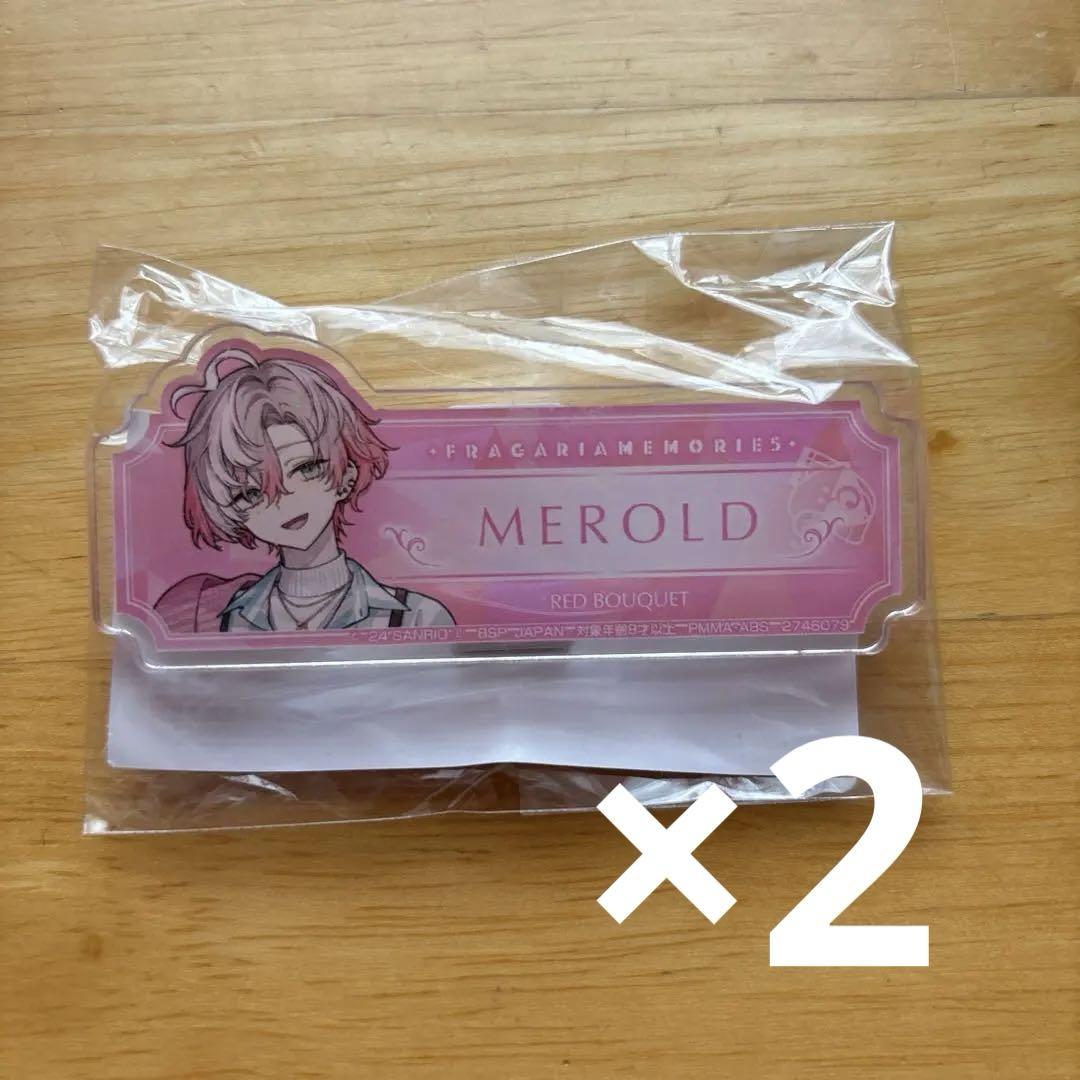 FRAGARIAMEMORIES
MEROLD
RED BOUQUET
'24 SANRIO BSP JAPAN 対象年齢8才以上 PMMA·ABS 2746079
×2